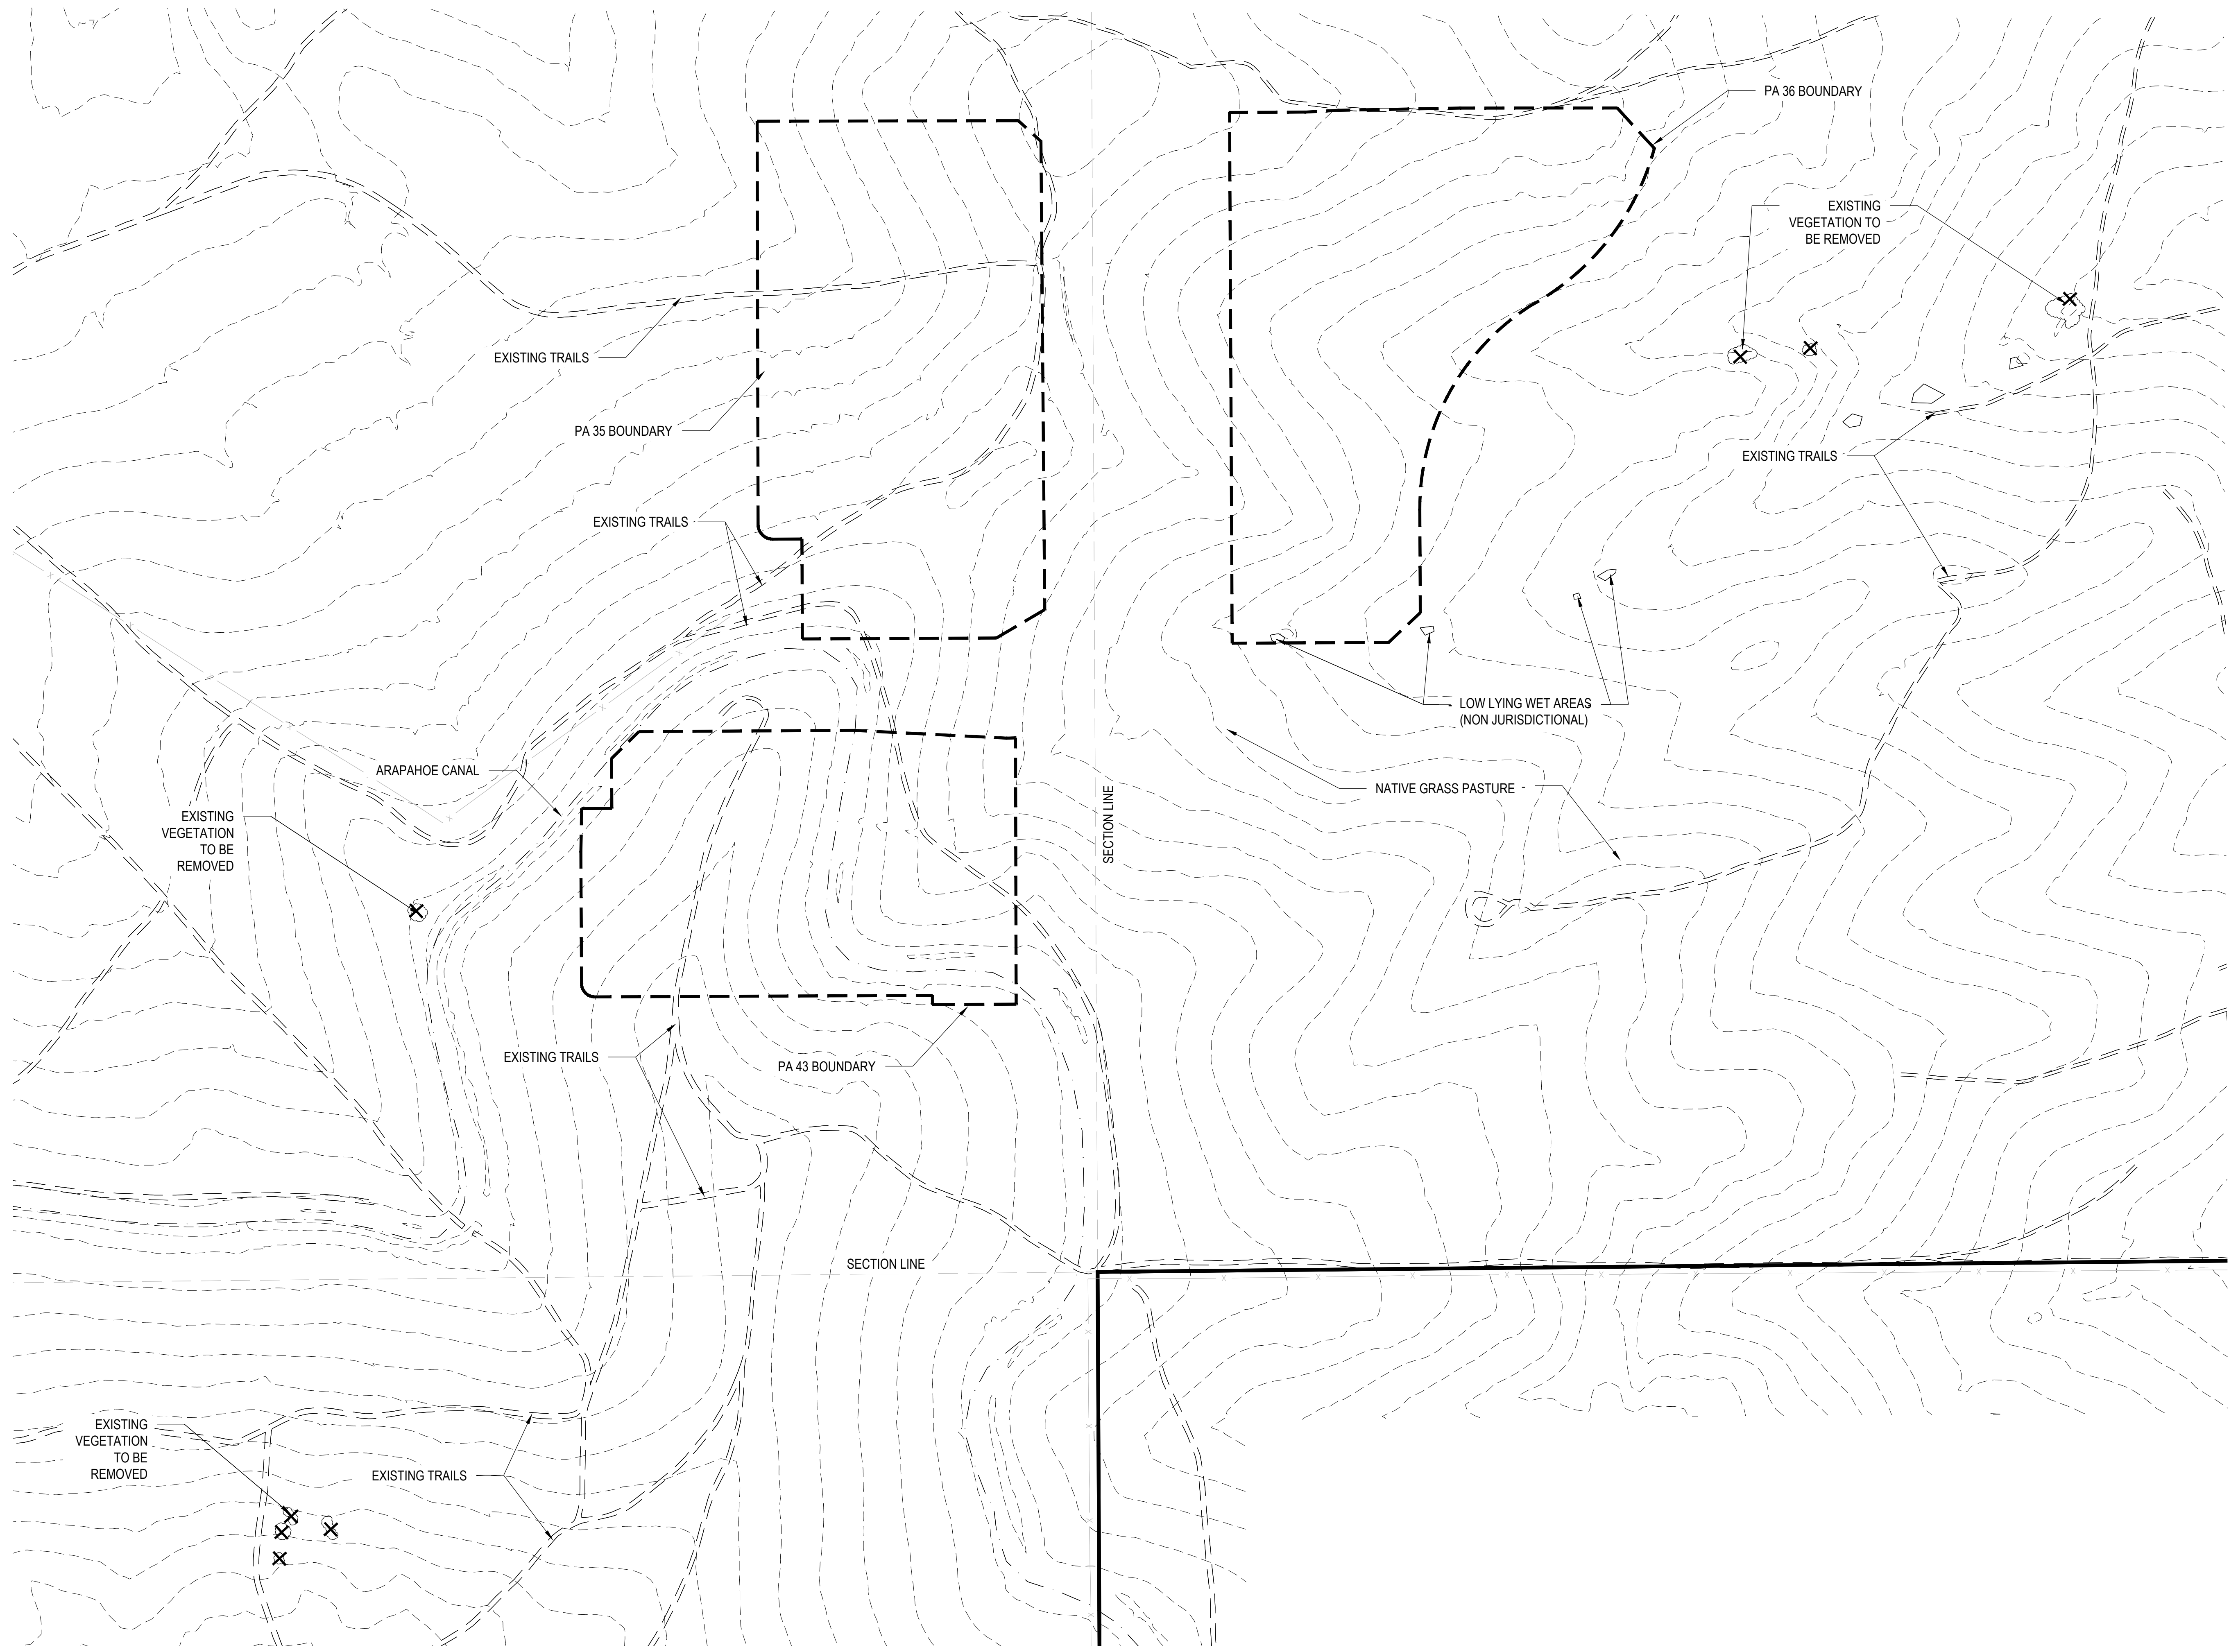 PA 36 BOUNDARY
EXISTING
VEGETATION TO
BE REMOVED
EXISTING TRAILS
PA 35 BOUNDARY
EXISTING TRAILS
EXISTING TRAILS
LOW LYING WET AREAS
(NON JURISDICTIONAL)
ARAPAHOE CANAL
NATIVE GRASS PASTURE
SECTION LINE
EXISTING
VEGETATION
TO BE
REMOVED
EXISTING TRAILS
PA 43 BOUNDARY
SECTION LINE
EXISTING
VEGETATION
TO BE
REMOVED
EXISTING TRAILS